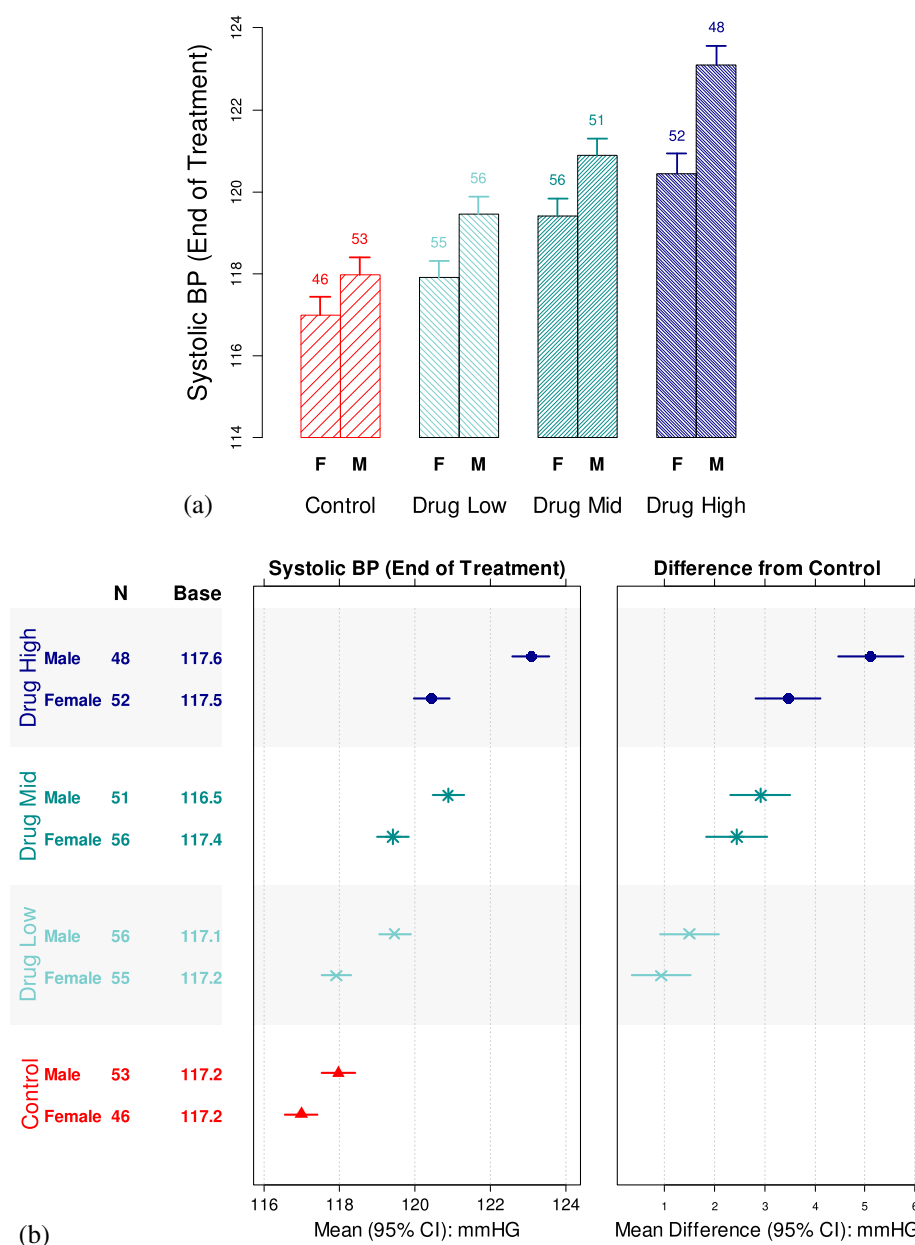 48
53
56
51
46
55
56
52
Systolic BP (End of Treatment)
114 116 118 120 122 124
F M F M F M F M
Control Drug Low Drug Mid Drug High
(a)
Systolic BP (End of Treatment) Difference from Control
N Base
Drug High
Male 48 117.6
Female 52 117.5
Drug Mid
Male 51 116.5
Female 56 117.4
Drug Low
Male 56 117.1
Female 55 117.2
Control
Male 53 117.2
Female 46 117.2
116 118 120 122 124 1 2 3 4 5 6
Mean (95% CI): mmHG Mean Difference (95% CI): mmHG
(b)